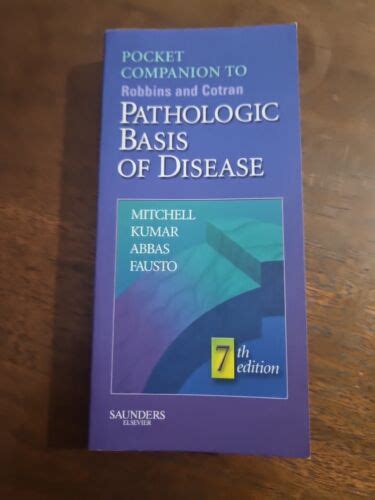 POCKET
COMPANION TO
Robbins and Cotran
PATHOLOGIC
BASIS
OF DISEASE
MITCHELL
KUMAR
ABBAS
FAUSTO
7th
edition
SAUNDERS
ELSEVIER